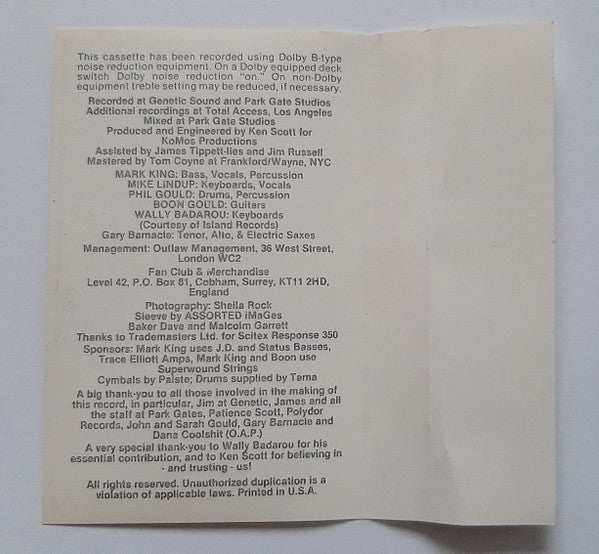 This cassette has been recorded using Dolby B-type
noise reduction equipment. On a Dolby equipped deck
switch Dolby noise reduction "on." On non-Dolby
equipment treble setting may be reduced, if necessary.
Recorded at Genetic Sound and Park Gate Studios
Additional recordings at Total Access, Los Angeles
Mixed at Park Gate Studios
Produced and Engineered by Ken Scott for
KoMos Productions
Assisted by James Tippett-Iles and Jim Russell
Mastered by Tom Coyne at Frankford/Wayne, NYC
MARK KING: Bass, Vocals, Percussion
MIKE LINDUP: Keyboards, Vocals
PHIL GOULD: Drums, Percussion
BOON GOULD: Guitars
WALLY BADAROU: Keyboards
(Courtesy of Island Records)
Gary Barnacle: Tenor, Alto, & Electric Saxes
Management: Outlaw Management, 36 West Street,
London WC2
Fan Club & Merchandise
Level 42, P.O. Box 81, Cobham, Surrey, KT11 2HD,
England
Photography: Sheila Rock
Sleeve by ASSORTED iMaGes
Baker Dave and Malcolm Garrett
Thanks to Trademasters Ltd. for Scitex Response 350
Sponsors: Mark King uses J.D. and Status Basses,
Trace Elliott Amps, Mark King and Boon use
Superwound Strings
Cymbals by Paiste; Drums supplied by Tama
A big thank-you to all those involved in the making of
this record, in particular, Jim at Genetic, James and all
the staff at Park Gates, Patience Scott, Polydor
Records, John and Sarah Gould, Gary Barnacle and
Dana Coolshit (O.A.P.)
A very special thank-you to Wally Badarou for his
essential contribution, and to Ken Scott for believing in
- and trusting - us!
All rights reserved. Unauthorized duplication is a
violation of applicable laws. Printed in U.S.A.